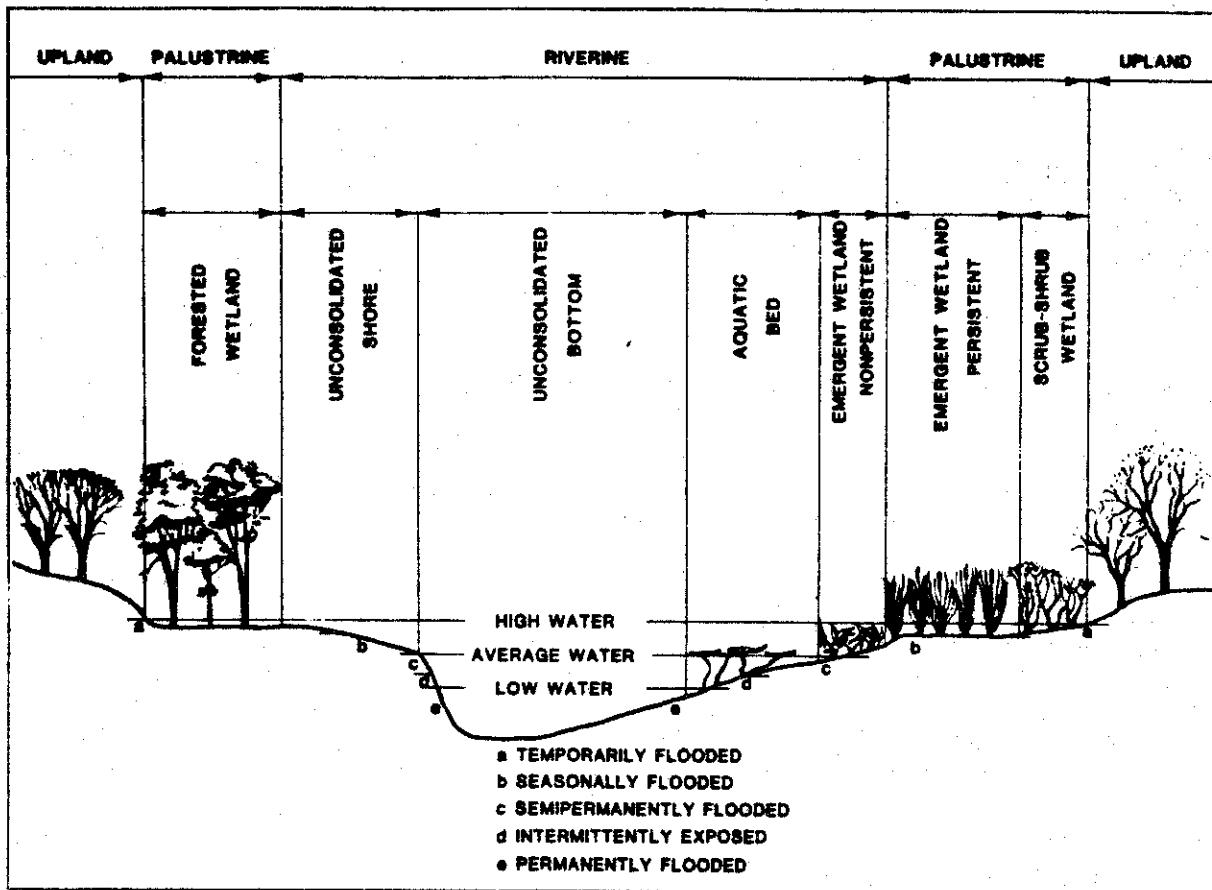 UPLAND PALUSTRINE RIVERINE PALUSTRINE UPLAND
FORESTED
WETLAND
UNCONSOLIDATED
SHORE
UNCONSOLIDATED
BOTTOM
AQUATIC
BED
EMERGENT WETLAND
NONPERSISTENT
EMERGENT WETLAND
PERSISTENT
SCRUB-SHRUB
WETLAND
a HIGH WATER a
b b
AVERAGE WATER
c c
d d
LOW WATER
e e
a TEMPORARILY FLOODED
b SEASONALLY FLOODED
c SEMIPERMANENTLY FLOODED
d INTERMITTENTLY EXPOSED
e PERMANENTLY FLOODED